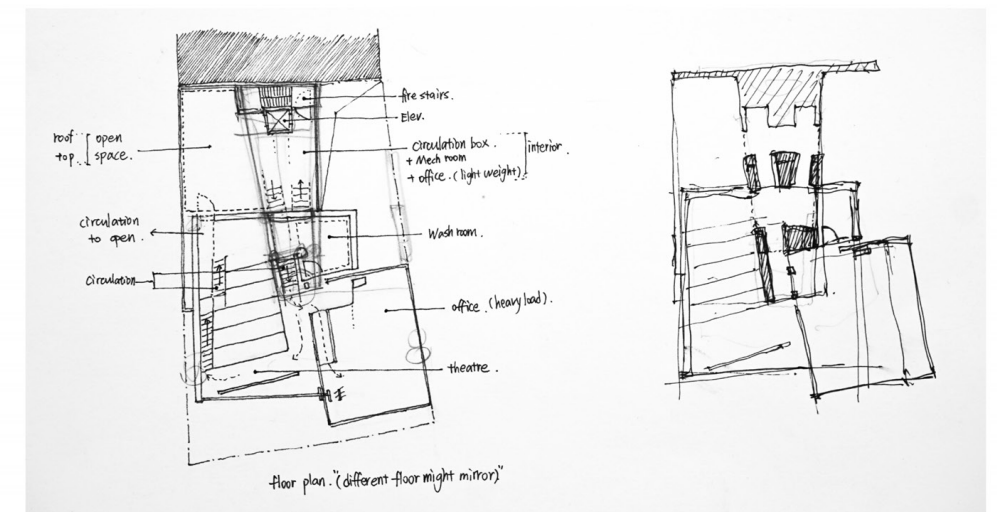 fire stairs.
Elev.
roof
top.
open
space.
circulation box.
+ Mech room
+ office. (light weight).
interior.
circulation
to open.
Wash room.
Circulation
office. (heavy load).
theatre.
floor plan. "(different floor might mirror)"